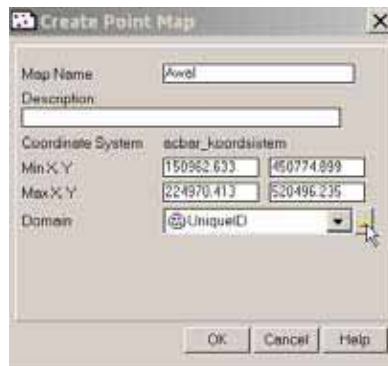 Create Point Map
Map Name Awal
Description
Coordinate System acbar_koordsistem
Min X, Y 150962.633 450774.899
Max X, Y 224970.413 520496.235
Domain UniqueID
OK Cancel Help